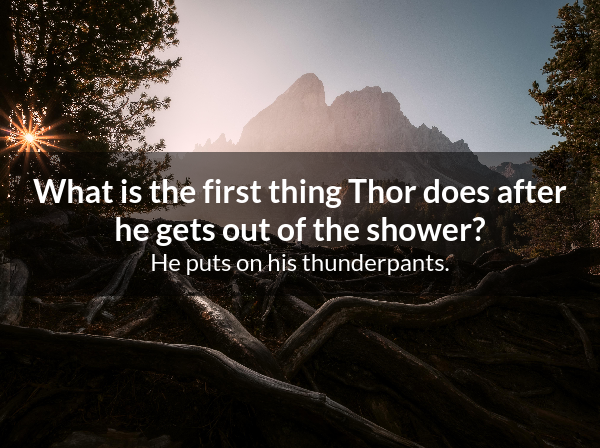 What is the first thing Thor does after
he gets out of the shower?
He puts on his thunderpants.